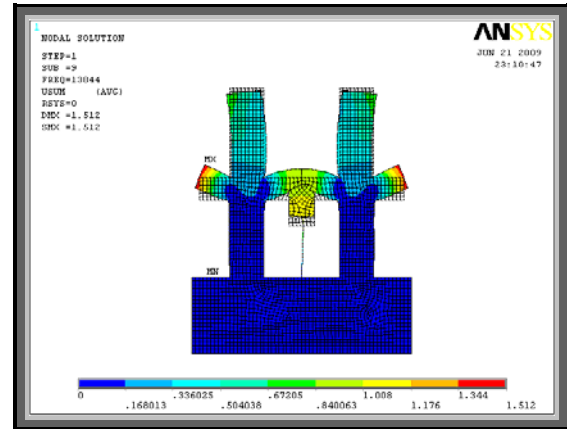 1
NODAL SOLUTION
STEP=1
SUB =9
FREQ=13844
USUM (AVG)
RSYS=0
DMX =1.512
SMX =1.512
ANSYS
JUN 21 2009
23:10:47
MX
MN
0 .336025 .67205 1.008 1.344
.168013 .504038 .840063 1.176 1.512